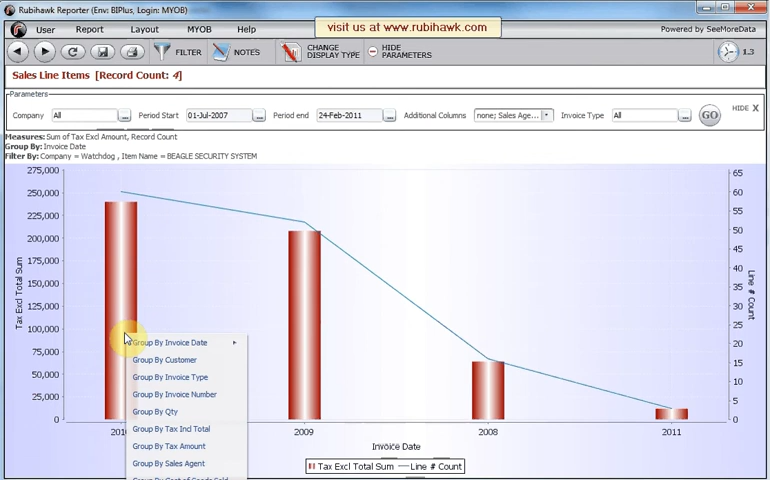 Rubihawk Reporter (Env: BIPlus, Login: MYOB)
visit us at www.rubihawk.com
User Report Layout MYOB Help Powered by SeeMoreData
FILTER NOTES CHANGE DISPLAY TYPE HIDE PARAMETERS 1.3
Sales Line Items [Record Count: 4]
Parameters
Company All ... Period Start 01-Jul-2007 ... Period end 24-Feb-2011 ... Additional Columns none; Sales Age... Invoice Type All ... GO HIDE X
Measures: Sum of Tax Excl Amount, Record Count
Group By: Invoice Date
Filter By: Company = Watchdog , Item Name = BEAGLE SECURITY SYSTEM
275,000
250,000
225,000
200,000
175,000
150,000
125,000
100,000
75,000
50,000
25,000
0
Tax Excl Total Sum
65
60
55
50
45
40
35
30
25
20
15
10
5
0
Line # Count
Group By Invoice Date
Group By Customer
Group By Invoice Type
Group By Invoice Number
Group By Qty
Group By Tax Incl Total
Group By Tax Amount
Group By Sales Agent
Group By Cost of Goods Sold
2009 2008 2011
Invoice Date
Tax Excl Total Sum Line # Count